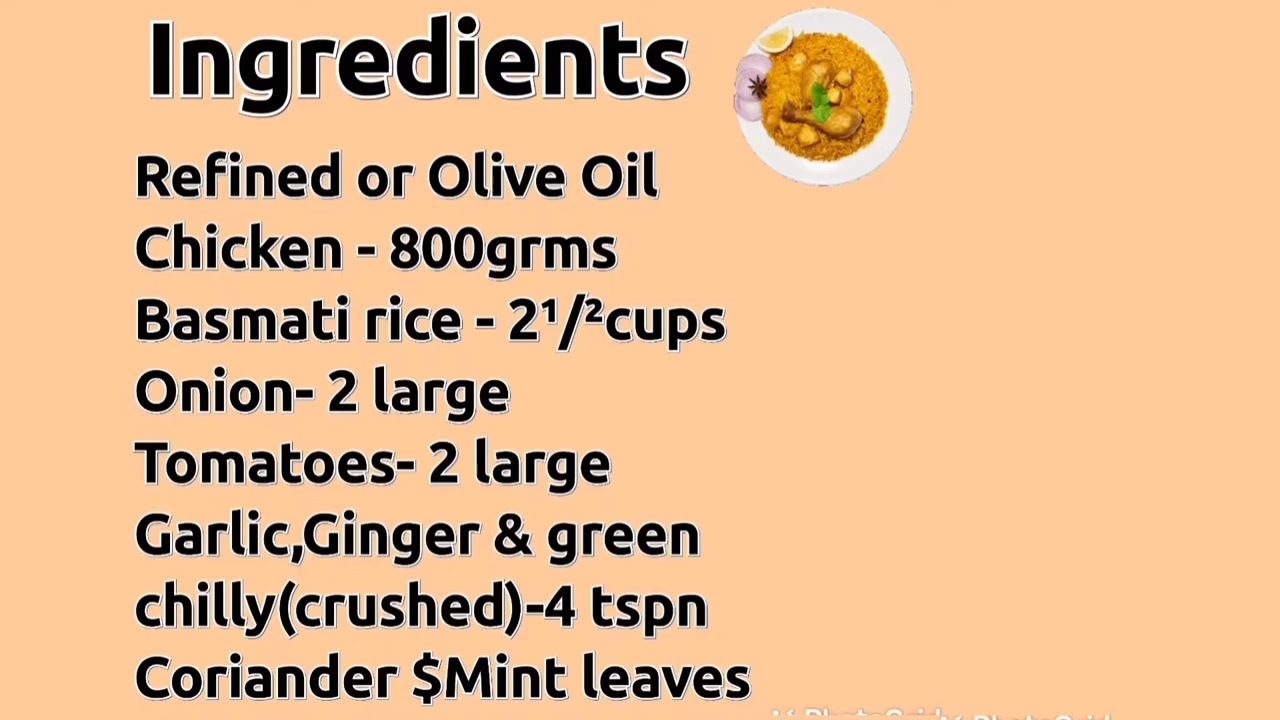 Ingredients
Refined or Olive Oil
Chicken - 800grms
Basmati rice - 2¹/²cups
Onion- 2 large
Tomatoes- 2 large
Garlic,Ginger & green
chilly(crushed)-4 tspn
Coriander $Mint leaves